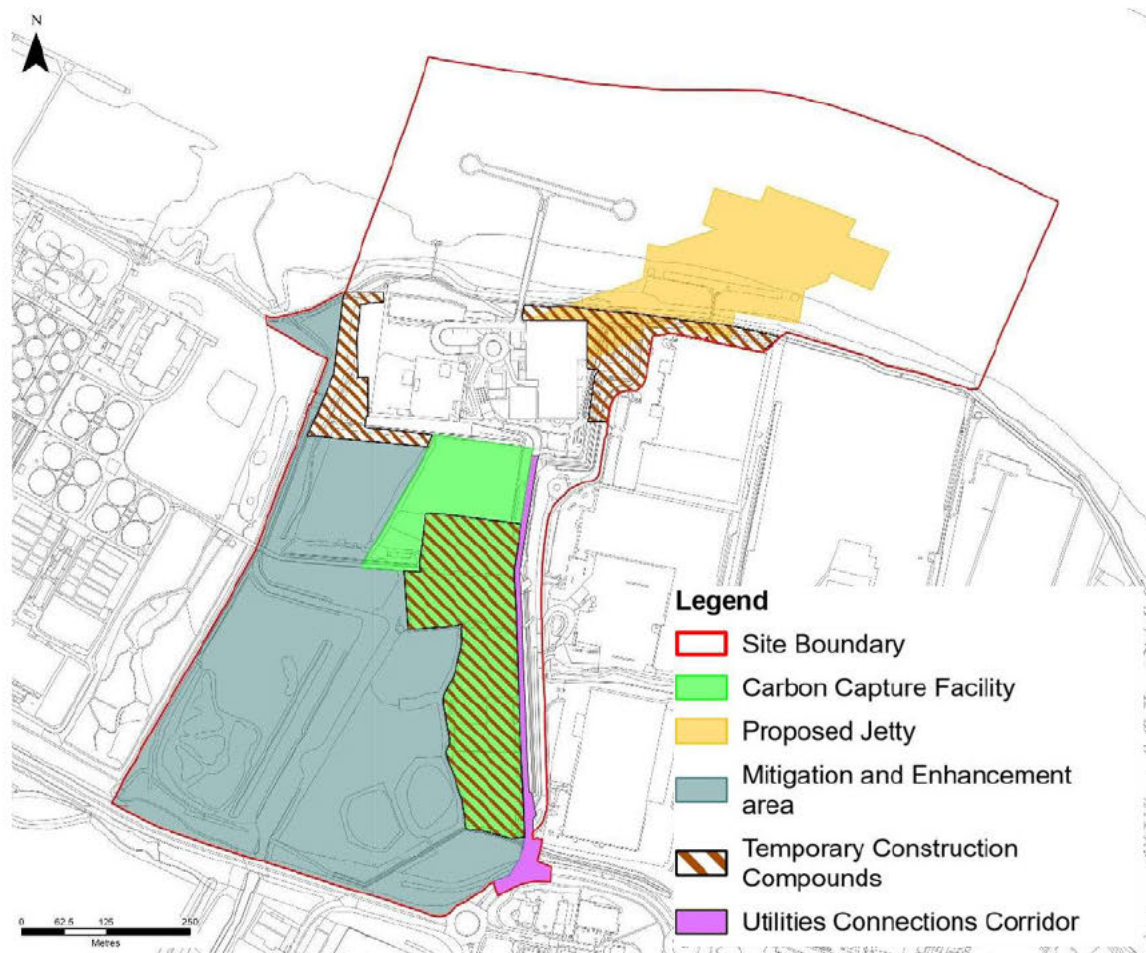 N
Legend
Site Boundary
Carbon Capture Facility
Proposed Jetty
Mitigation and Enhancement
area
Temporary Construction
Compounds
Utilities Connections Corridor
0 62.5 125 250
Metres